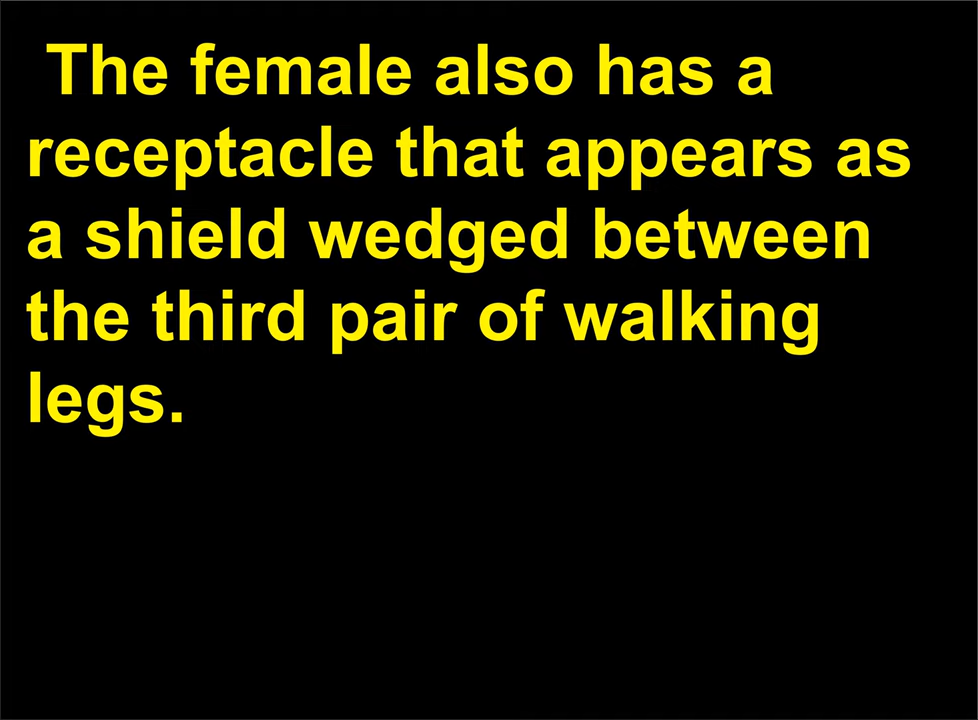 The female also has a
receptacle that appears as
a shield wedged between
the third pair of walking
legs.